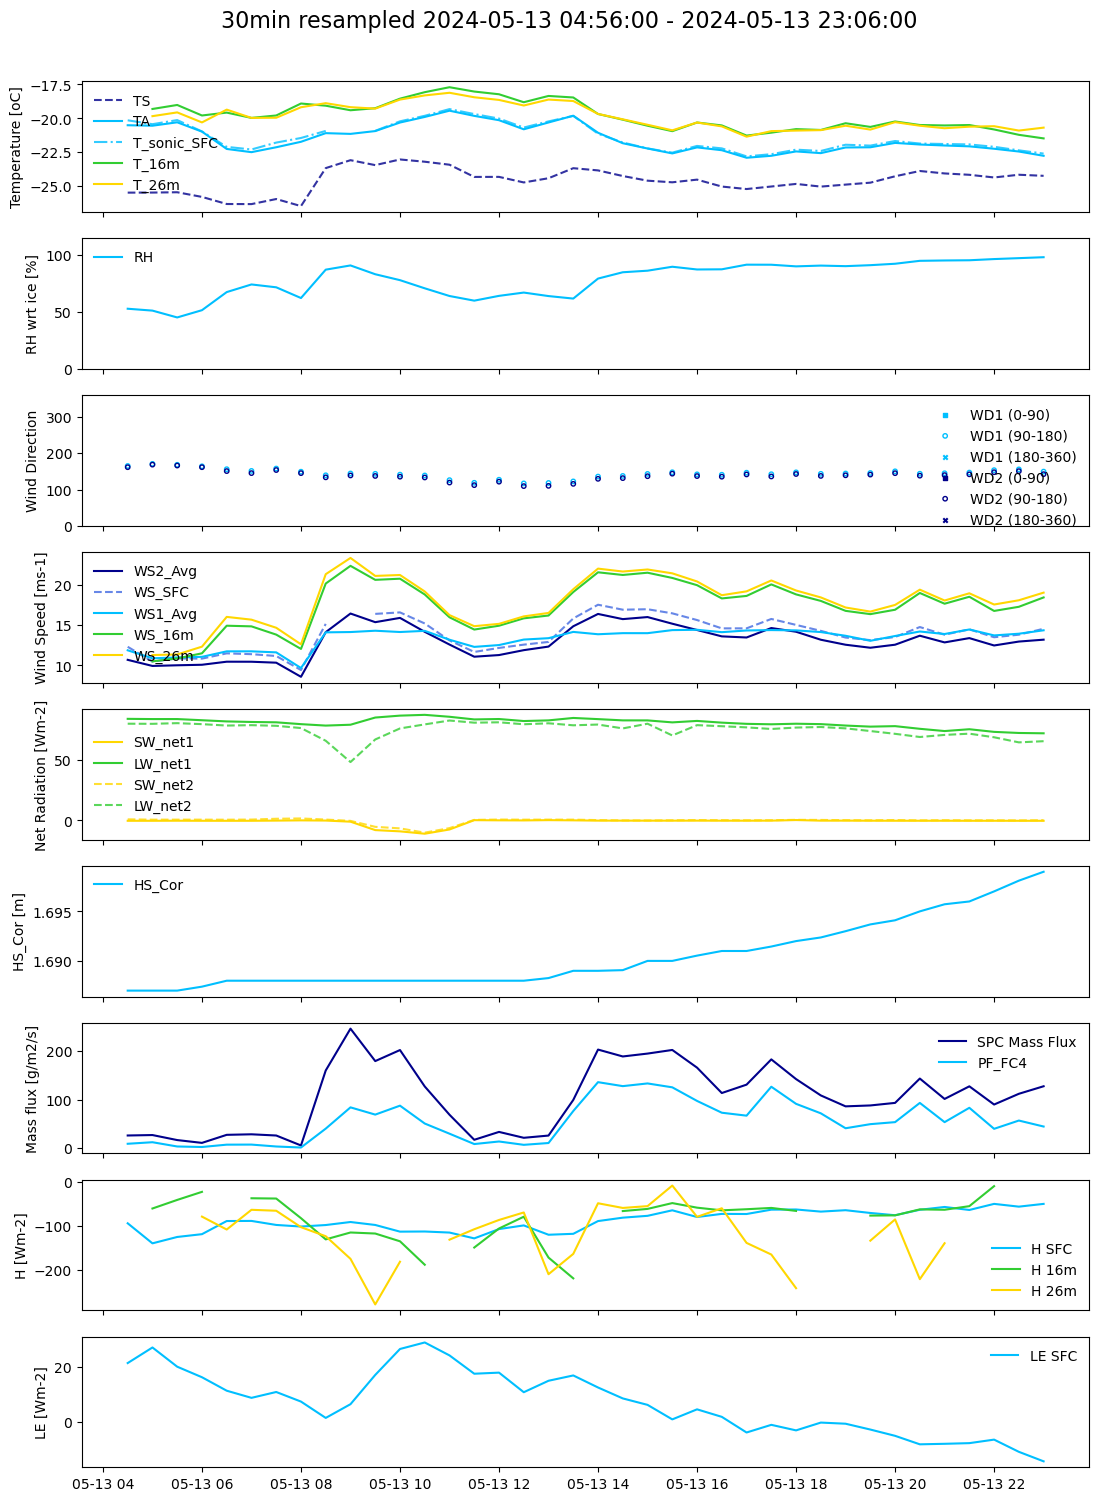 30min resampled 2024-05-13 04:56:00 - 2024-05-13 23:06:00
Temperature [oC]
−17.5
−20.0
−22.5
−25.0
TS
TA
T_sonic_SFC
T_16m
T_26m
RH wrt ice [%]
100
50
0
RH
Wind Direction
300
200
100
0
WD1 (0-90)
WD1 (90-180)
WD1 (180-360)
WD2 (0-90)
WD2 (90-180)
WD2 (180-360)
Wind Speed [ms-1]
20
15
10
WS2_Avg
WS_SFC
WS1_Avg
WS_16m
WS_26m
Net Radiation [Wm-2]
50
0
SW_net1
LW_net1
SW_net2
LW_net2
HS_Cor [m]
1.695
1.690
HS_Cor
Mass flux [g/m2/s]
200
100
0
SPC Mass Flux
PF_FC4
H [Wm-2]
0
−100
−200
H SFC
H 16m
H 26m
LE [Wm-2]
20
0
LE SFC
05-13 04 05-13 06 05-13 08 05-13 10 05-13 12 05-13 14 05-13 16 05-13 18 05-13 20 05-13 22